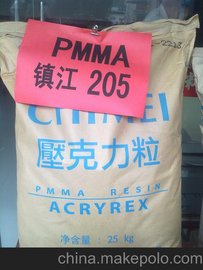 PMMA
镇江 205
CHIMEI
壓克力粒
PMMA RESIN
ACRYREX
净含量: 25 kg
china.makepolo.com